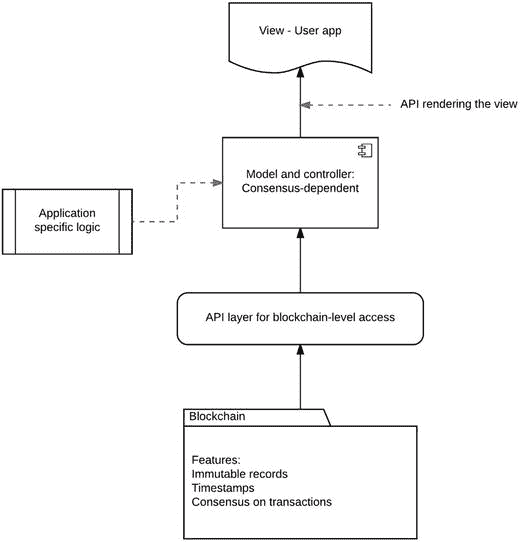 View - User app
API rendering the view
Model and controller:
Consensus-dependent
Application
specific logic
API layer for blockchain-level access
Blockchain
Features:
Immutable records
Timestamps
Consensus on transactions